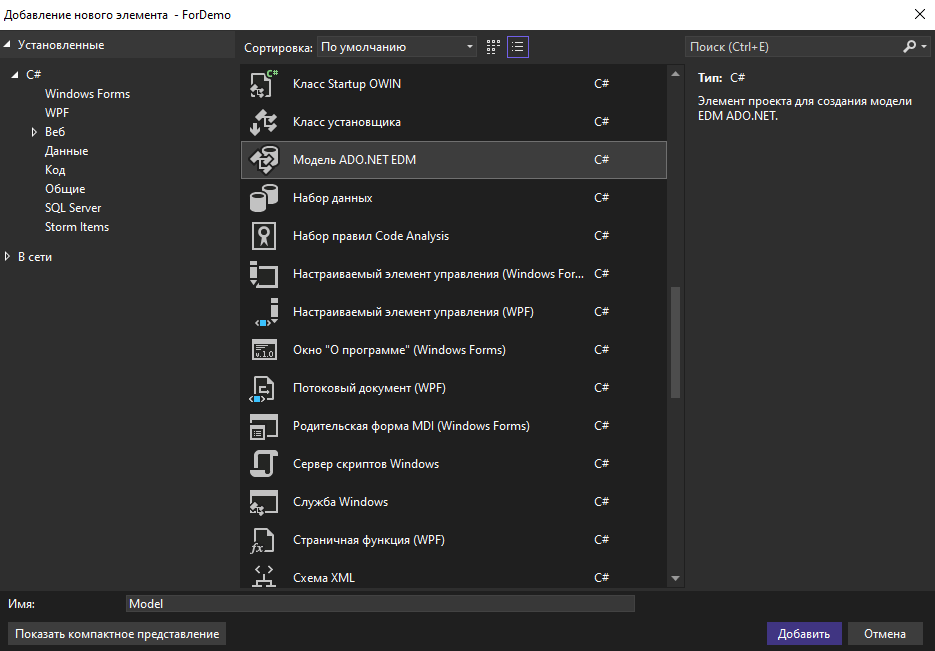 Добавление нового элемента - ForDemo
Установленные
Сортировка: По умолчанию
Поиск (Ctrl+E)
C#
Windows Forms
WPF
Веб
Данные
Код
Общие
SQL Server
Storm Items
В сети
Класс Startup OWIN C#
Класс установщика C#
Модель ADO.NET EDM C#
Набор данных C#
Набор правил Code Analysis C#
Настраиваемый элемент управления (Windows For... C#
Настраиваемый элемент управления (WPF) C#
Окно "О программе" (Windows Forms) C#
Потоковый документ (WPF) C#
Родительская форма MDI (Windows Forms) C#
Сервер скриптов Windows C#
Служба Windows C#
Страничная функция (WPF) C#
Схема XML C#
Тип: C#
Элемент проекта для создания модели
EDM ADO.NET.
Имя: Model
Показать компактное представление
Добавить
Отмена